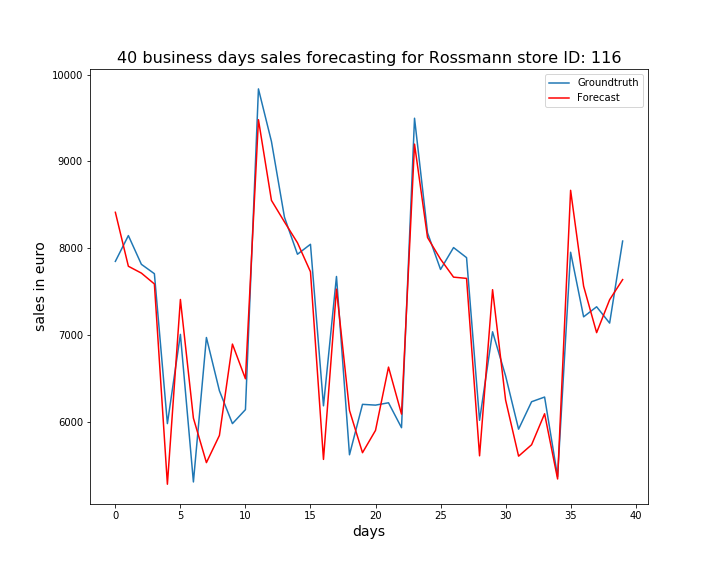 40 business days sales forecasting for Rossmann store ID: 116
Groundtruth
Forecast
10000
9000
8000
7000
6000
sales in euro
0 5 10 15 20 25 30 35 40
days